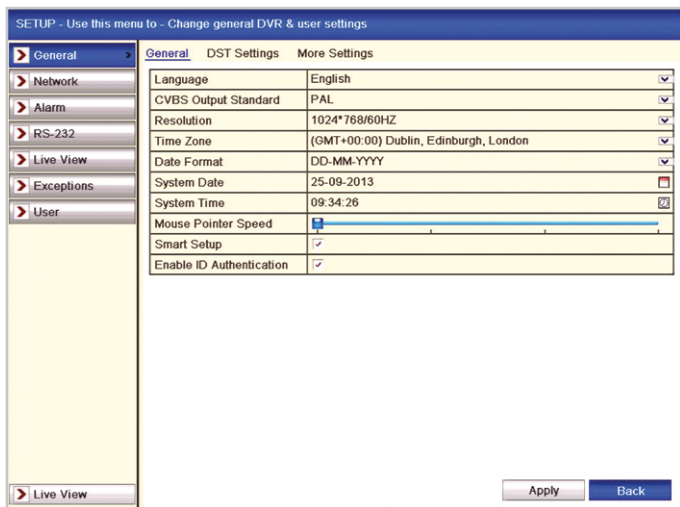 SETUP - Use this menu to - Change general DVR & user settings
General
Network
Alarm
RS-232
Live View
Exceptions
User
Live View
General DST Settings More Settings
Language English
CVBS Output Standard PAL
Resolution 1024*768/60HZ
Time Zone (GMT+00:00) Dublin, Edinburgh, London
Date Format DD-MM-YYYY
System Date 25-09-2013
System Time 09:34:26
Mouse Pointer Speed
Smart Setup
Enable ID Authentication
Apply Back